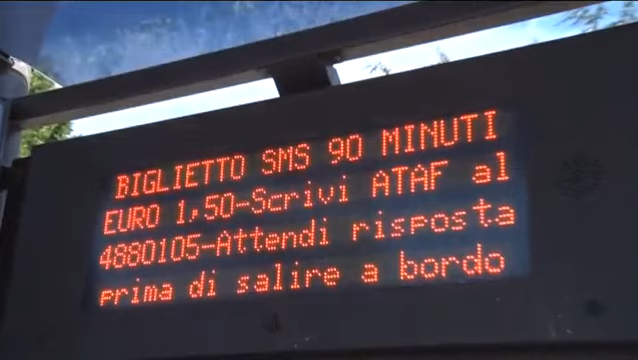 BIGLIETTO SMS 90 MINUTI
EURO 1,50-Scrivi ATAF al
4880105-Attendi risposta
prima di salire a bordo